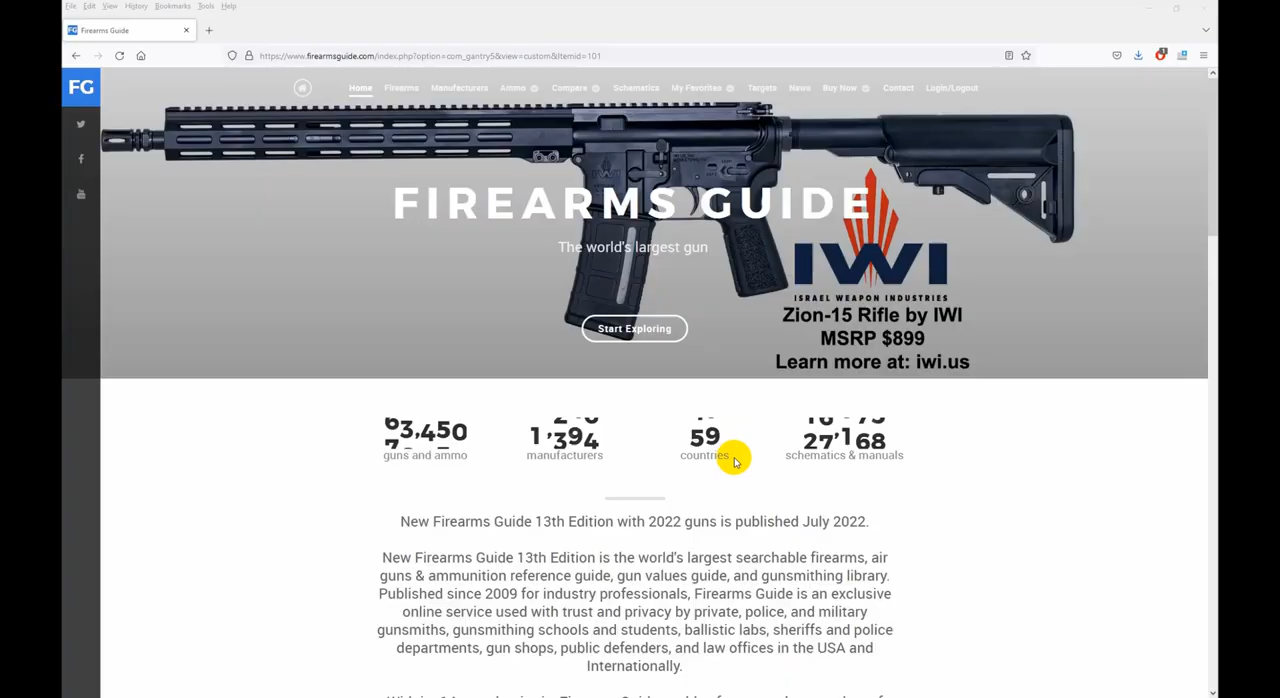 File Edit View History Bookmarks Tools Help
FG Firearms Guide
https://www.firearmsguide.com/index.php?option=com_gantry5&view=custom&Itemid=101
FG
Home Firearms Manufacturers Ammo Compare Schematics My Favorites Targets News Buy Now Contact Login/Logout
FIREARMS GUIDE
The world's largest gun
IWI
ISRAEL WEAPON INDUSTRIES
Zion-15 Rifle by IWI
MSRP $899
Learn more at: iwi.us
Start Exploring
63,450 1,394 59 27,168
guns and ammo manufacturers countries schematics & manuals
New Firearms Guide 13th Edition with 2022 guns is published July 2022.
New Firearms Guide 13th Edition is the world's largest searchable firearms, air
guns & ammunition reference guide, gun values guide, and gunsmithing library.
Published since 2009 for industry professionals, Firearms Guide is an exclusive
online service used with trust and privacy by private, police, and military
gunsmiths, gunsmithing schools and students, ballistic labs, sheriffs and police
departments, gun shops, public defenders, and law offices in the USA and
Internationally.